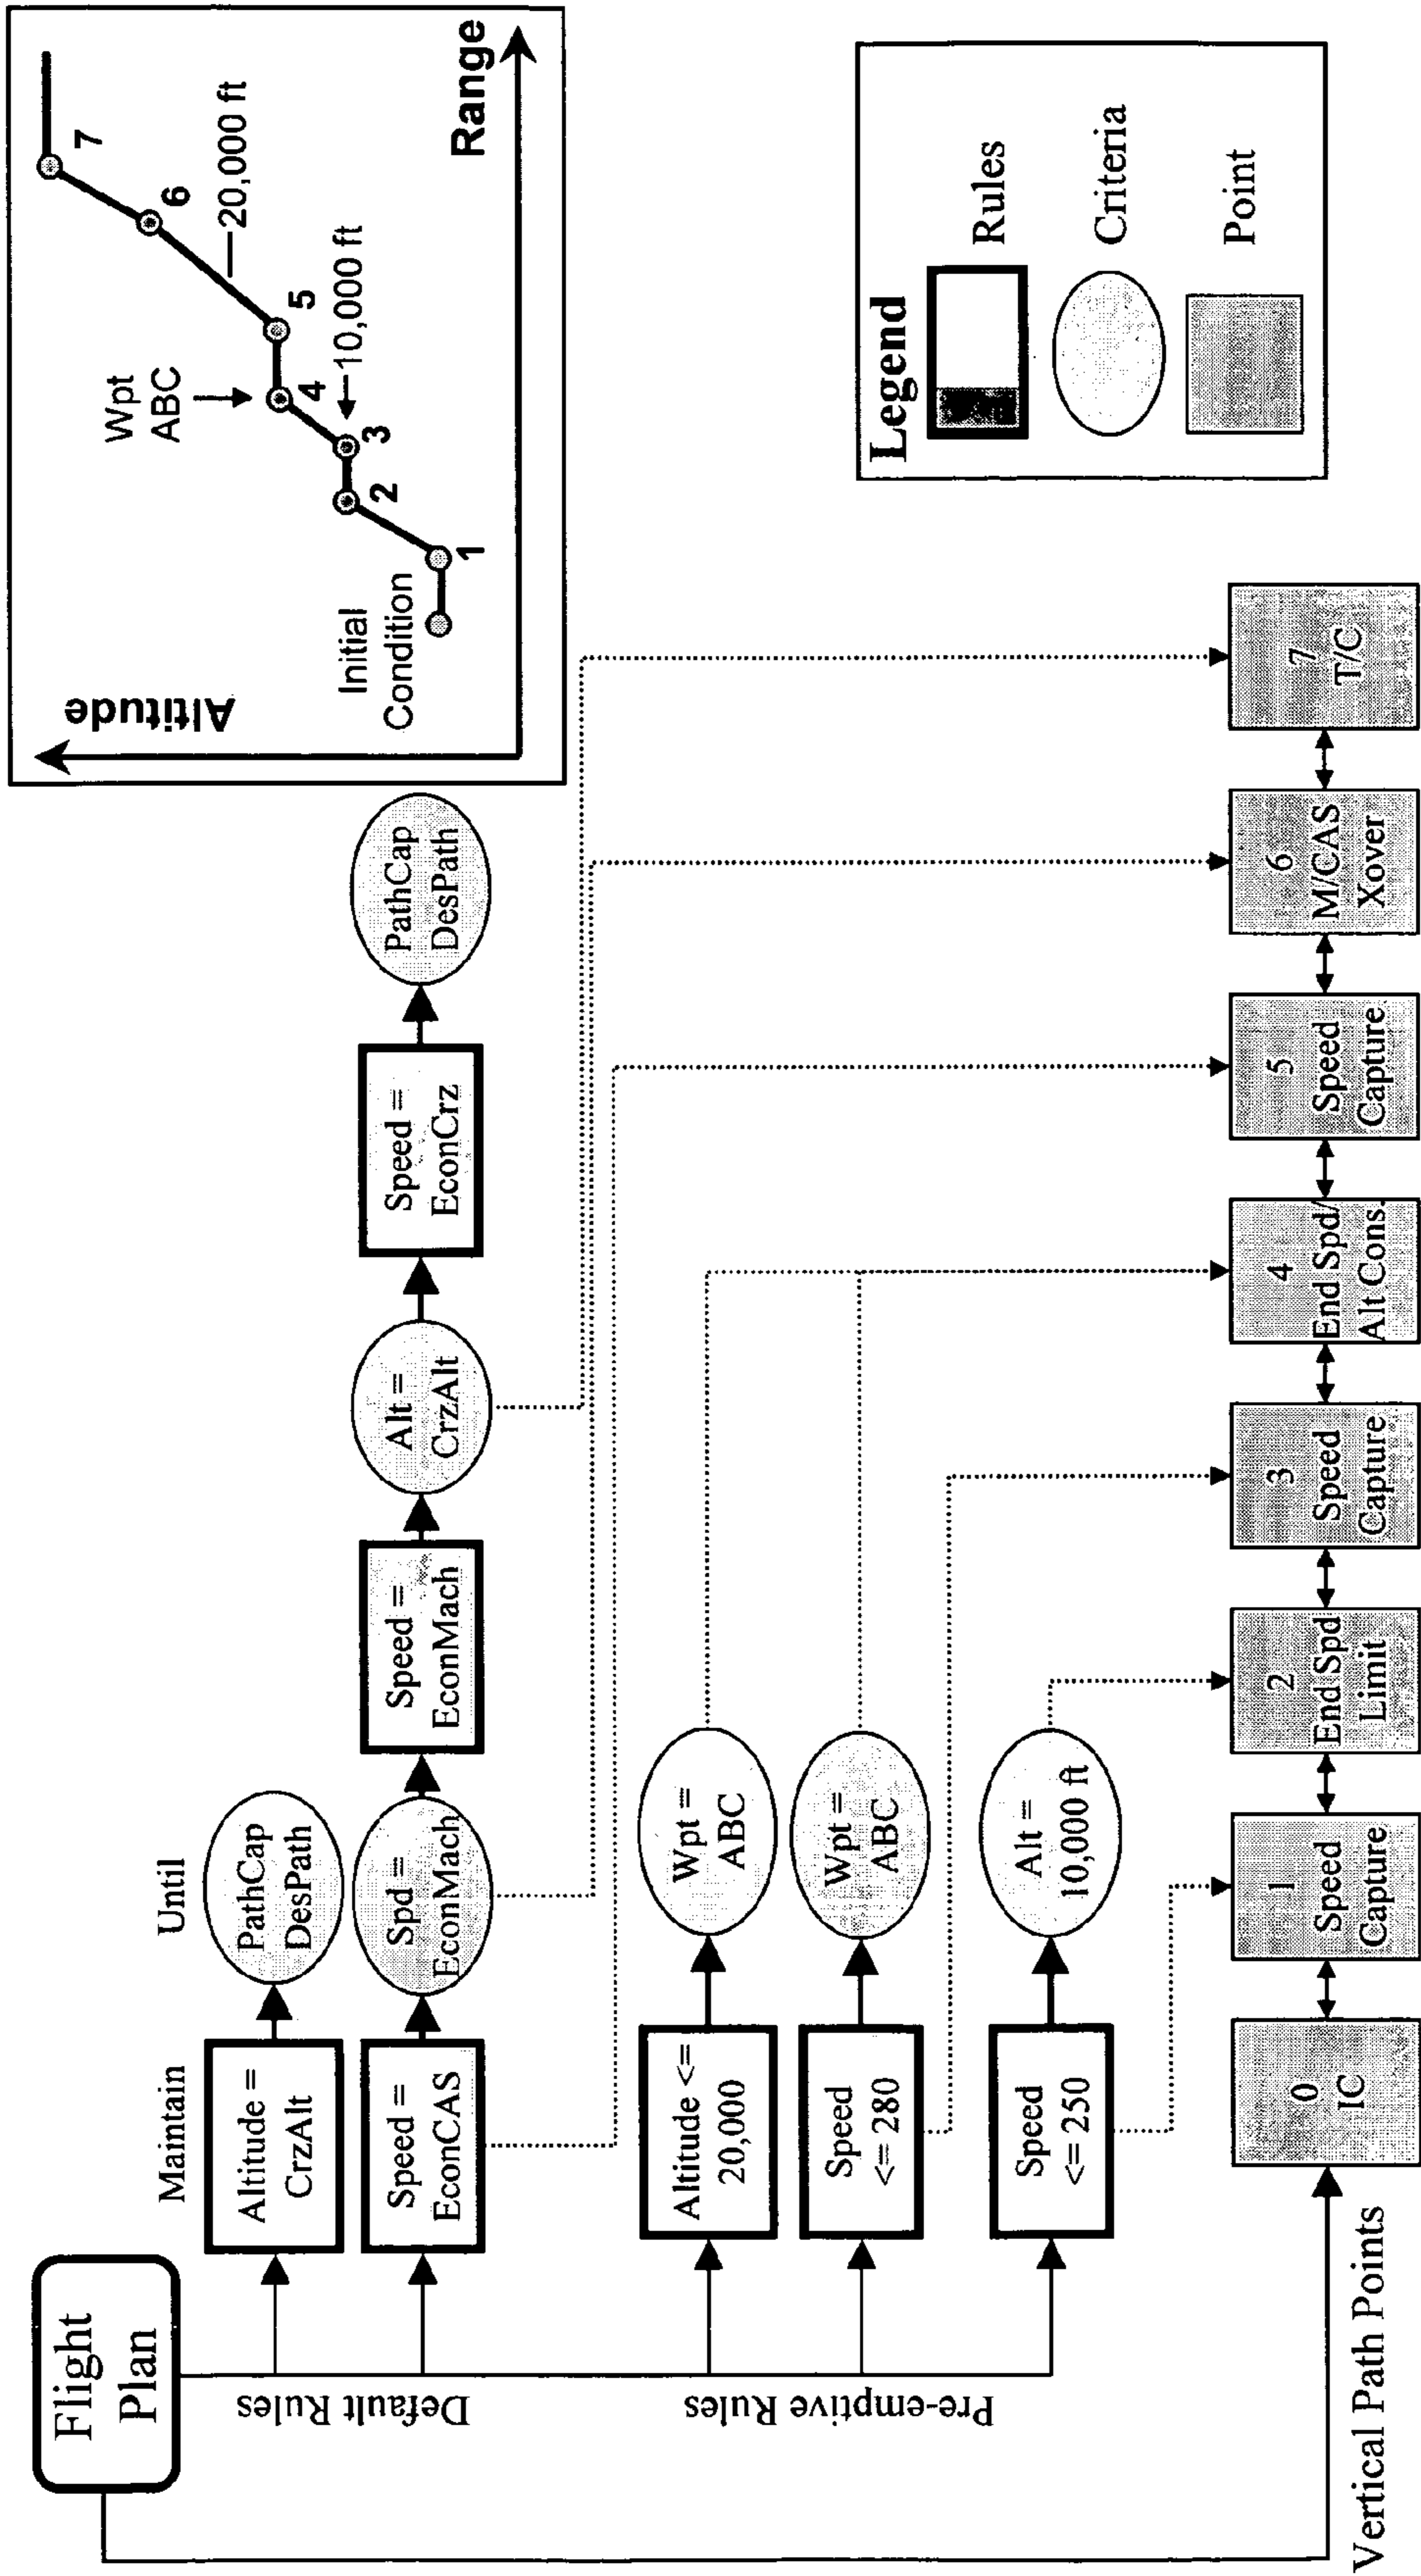 Flight
Plan
Default Rules
Pre-emptive Rules
Vertical Path Points
Maintain
Until
Altitude =
CrzAlt
PathCap
DesPath
Speed =
EconCAS
Spd =
EconMach
Speed =
EconMach
Alt =
CrzAlt
Speed =
EconCrz
PathCap
DesPath
Altitude <=
20,000
Wpt =
ABC
Speed
<= 280
Wpt =
ABC
Speed
<= 250
Alt =
10,000 ft
0
IC
1
Speed
Capture
2
End Spd
Limit
3
Speed
Capture
4
End Spd/
Alt Cons.
5
Speed
Capture
6
M/CAS
Xover
7
T/C
Altitude
Range
Initial
Condition
1
2
3
10,000 ft
Wpt
ABC
4
5
20,000 ft
6
7
Legend
Rules
Criteria
Point